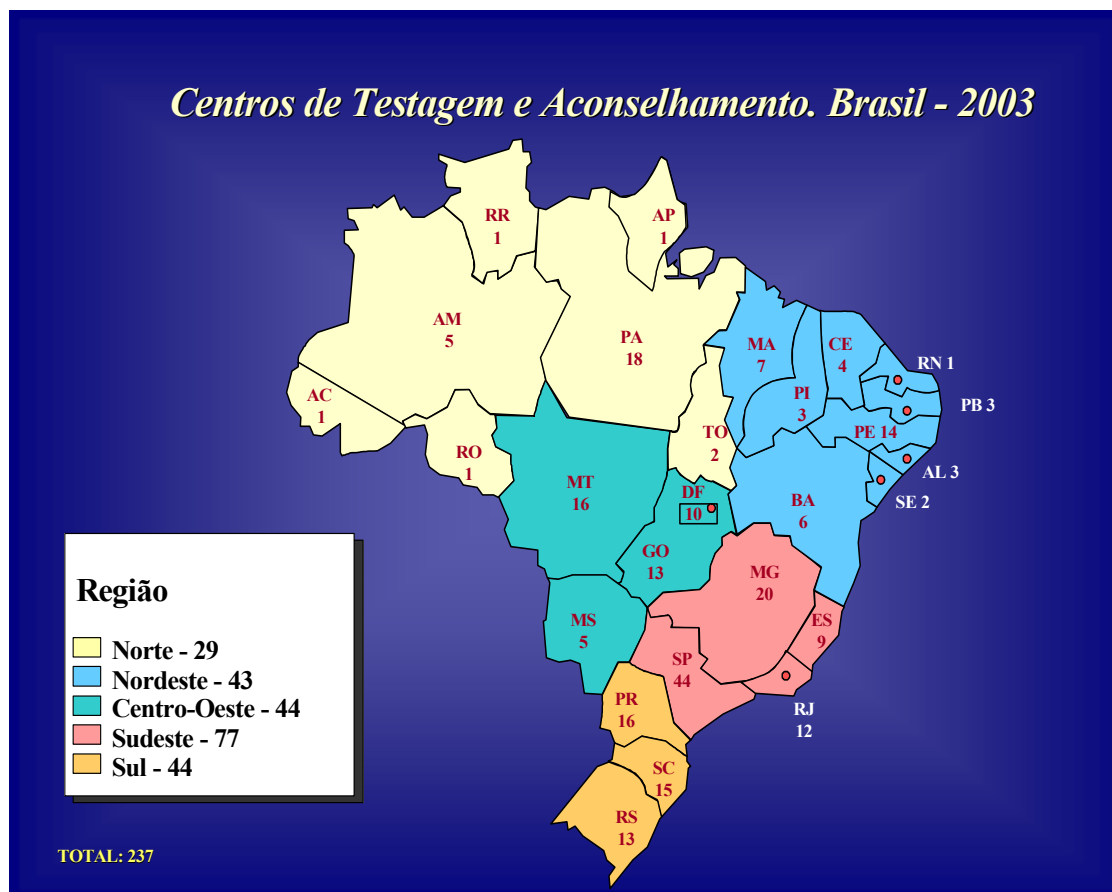 Centros de Testagem e Aconselhamento. Brasil - 2003
RR
1
AP
1
AM
5
PA
18
MA
7
CE
4
RN 1
PI
3
PB 3
AC
1
TO
2
PE 14
RO
1
AL 3
MT
16
DF
10
BA
6
SE 2
GO
13
MG
20
MS
5
ES
9
SP
44
RJ
12
PR
16
SC
15
RS
13
Região
Norte - 29
Nordeste - 43
Centro-Oeste - 44
Sudeste - 77
Sul - 44
TOTAL: 237